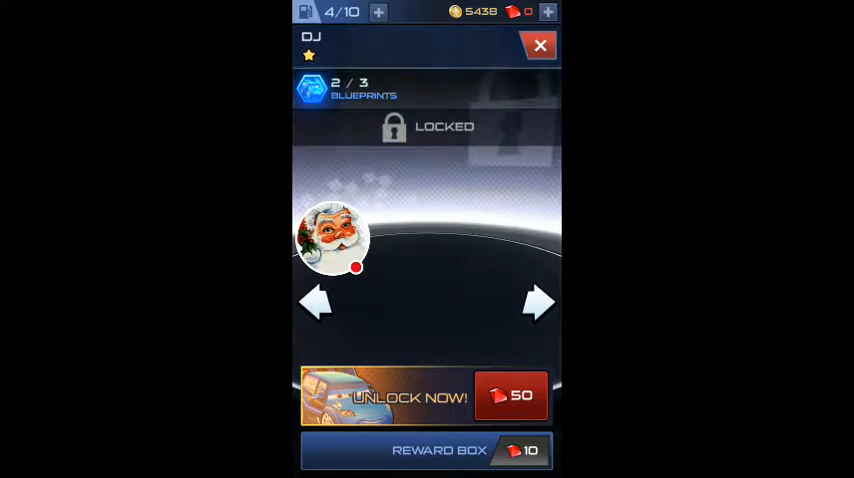 4/10
5438
0
DJ
2 / 3
BLUEPRINTS
LOCKED
UNLOCK NOW!
50
REWARD BOX
10